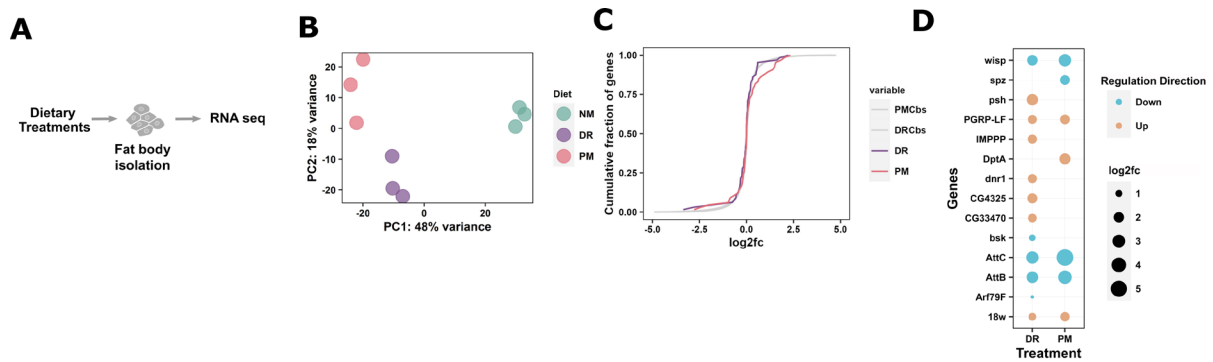 A
Dietary
Treatments
Fat body
isolation
RNA seq
B
PC2: 18% variance
20
10
0
-10
-20
-20
0
20
PC1: 48% variance
Diet
NM
DR
PM
C
Cumulative fraction of genes
1.00
0.75
0.50
0.25
0.00
-5.0
-2.5
0.0
2.5
5.0
log2fc
variable
PMCbs
DRCbs
DR
PM
D
Genes
wisp
spz
psh
PGRP-LF
IMPPP
DptA
dnr1
CG4325
CG33470
bsk
AttC
AttB
Arf79F
18w
DR
PM
Treatment
Regulation Direction
Down
Up
log2fc
1
2
3
4
5